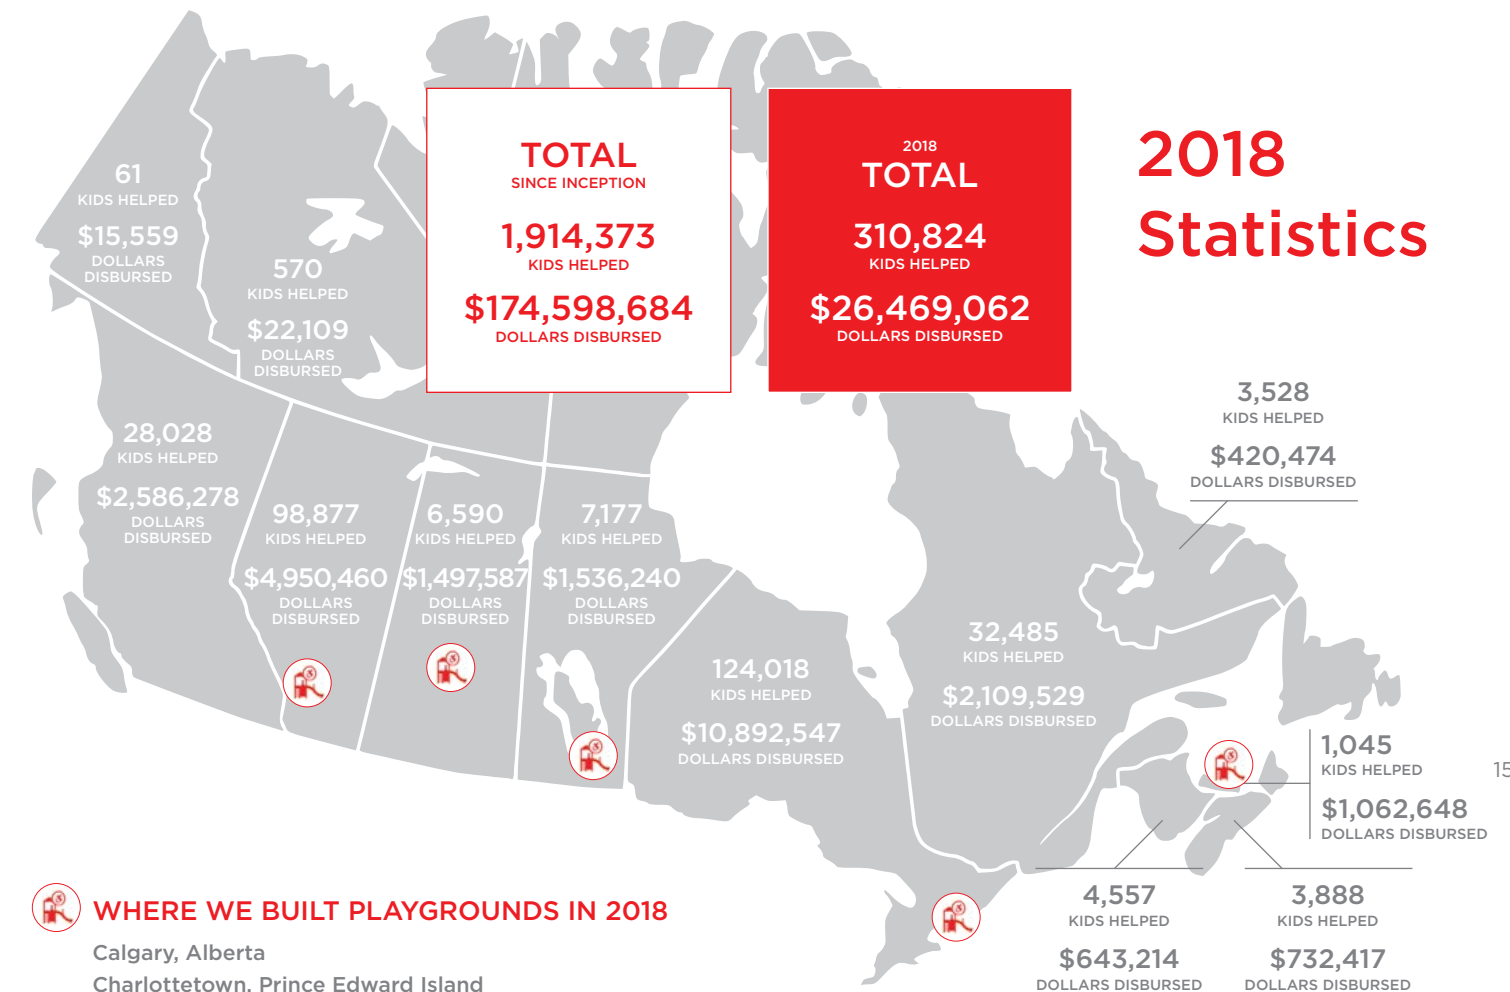 2018
Statistics
TOTAL
SINCE INCEPTION
1,914,373
KIDS HELPED
$174,598,684
DOLLARS DISBURSED
2018
TOTAL
310,824
KIDS HELPED
$26,469,062
DOLLARS DISBURSED
61
KIDS HELPED
$15,559
DOLLARS
DISBURSED
570
KIDS HELPED
$22,109
DOLLARS
DISBURSED
28,028
KIDS HELPED
$2,586,278
DOLLARS
DISBURSED
98,877
KIDS HELPED
$4,950,460
DOLLARS
DISBURSED
6,590
KIDS HELPED
$1,497,587
DOLLARS
DISBURSED
7,177
KIDS HELPED
$1,536,240
DOLLARS
DISBURSED
124,018
KIDS HELPED
$10,892,547
DOLLARS DISBURSED
32,485
KIDS HELPED
$2,109,529
DOLLARS DISBURSED
3,528
KIDS HELPED
$420,474
DOLLARS DISBURSED
1,045
KIDS HELPED
$1,062,648
DOLLARS DISBURSED
15
4,557
KIDS HELPED
$643,214
DOLLARS DISBURSED
3,888
KIDS HELPED
$732,417
DOLLARS DISBURSED
WHERE WE BUILT PLAYGROUNDS IN 2018
Calgary, Alberta
Charlottetown, Prince Edward Island